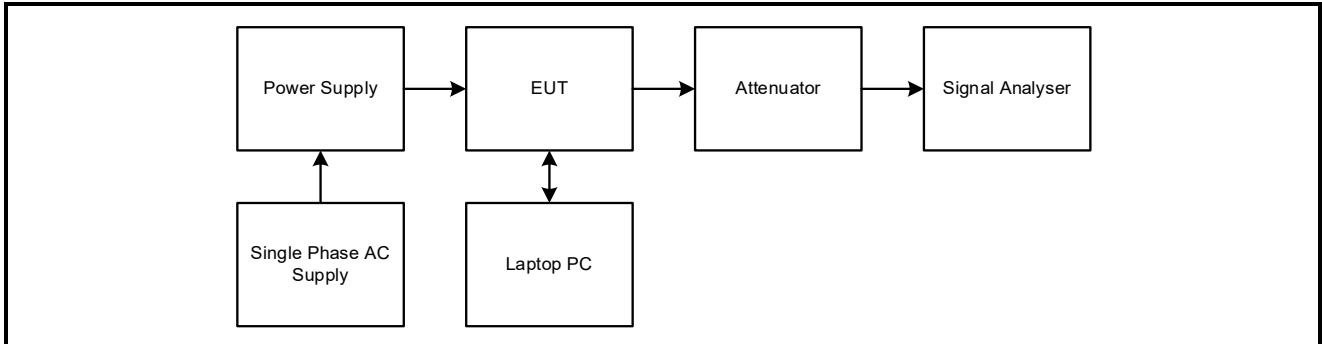 Power Supply
EUT
Attenuator
Signal Analyser
Single Phase AC
Supply
Laptop PC